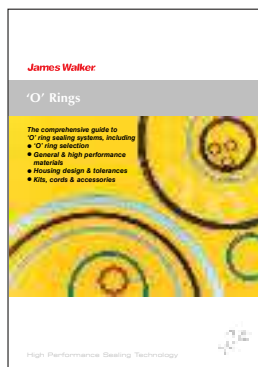 James Walker
'O' Rings
The comprehensive guide to
'O' ring sealing systems, including
● 'O' ring selection
● General & high performance
materials
● Housing design & tolerances
● Kits, cords & accessories
High Performance Sealing Technology